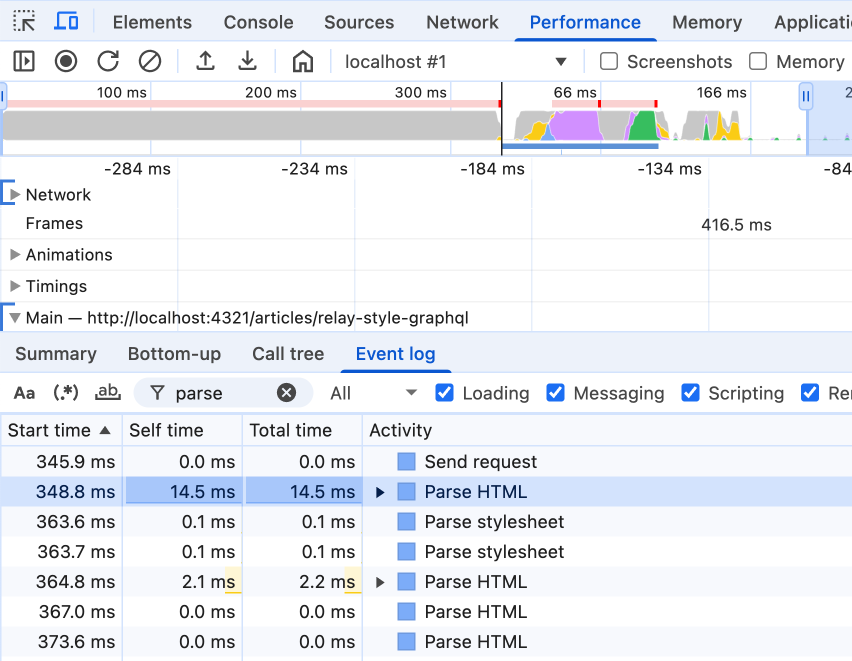 Elements Console Sources Network Performance Memory Applicati
localhost #1 Screenshots Memory
100 ms 200 ms 300 ms 66 ms 166 ms 2
-284 ms -234 ms -184 ms -134 ms -84
Network
Frames 416.5 ms
Animations
Timings
Main — http://localhost:4321/articles/relay-style-graphql
Summary Bottom-up Call tree Event log
Aa (.*) ab parse All Loading Messaging Scripting Re
Start time Self time Total time Activity
345.9 ms 0.0 ms 0.0 ms Send request
348.8 ms 14.5 ms 14.5 ms Parse HTML
363.6 ms 0.1 ms 0.1 ms Parse stylesheet
363.7 ms 0.1 ms 0.1 ms Parse stylesheet
364.8 ms 2.1 ms 2.2 ms Parse HTML
367.0 ms 0.0 ms 0.0 ms Parse HTML
373.6 ms 0.0 ms 0.0 ms Parse HTML